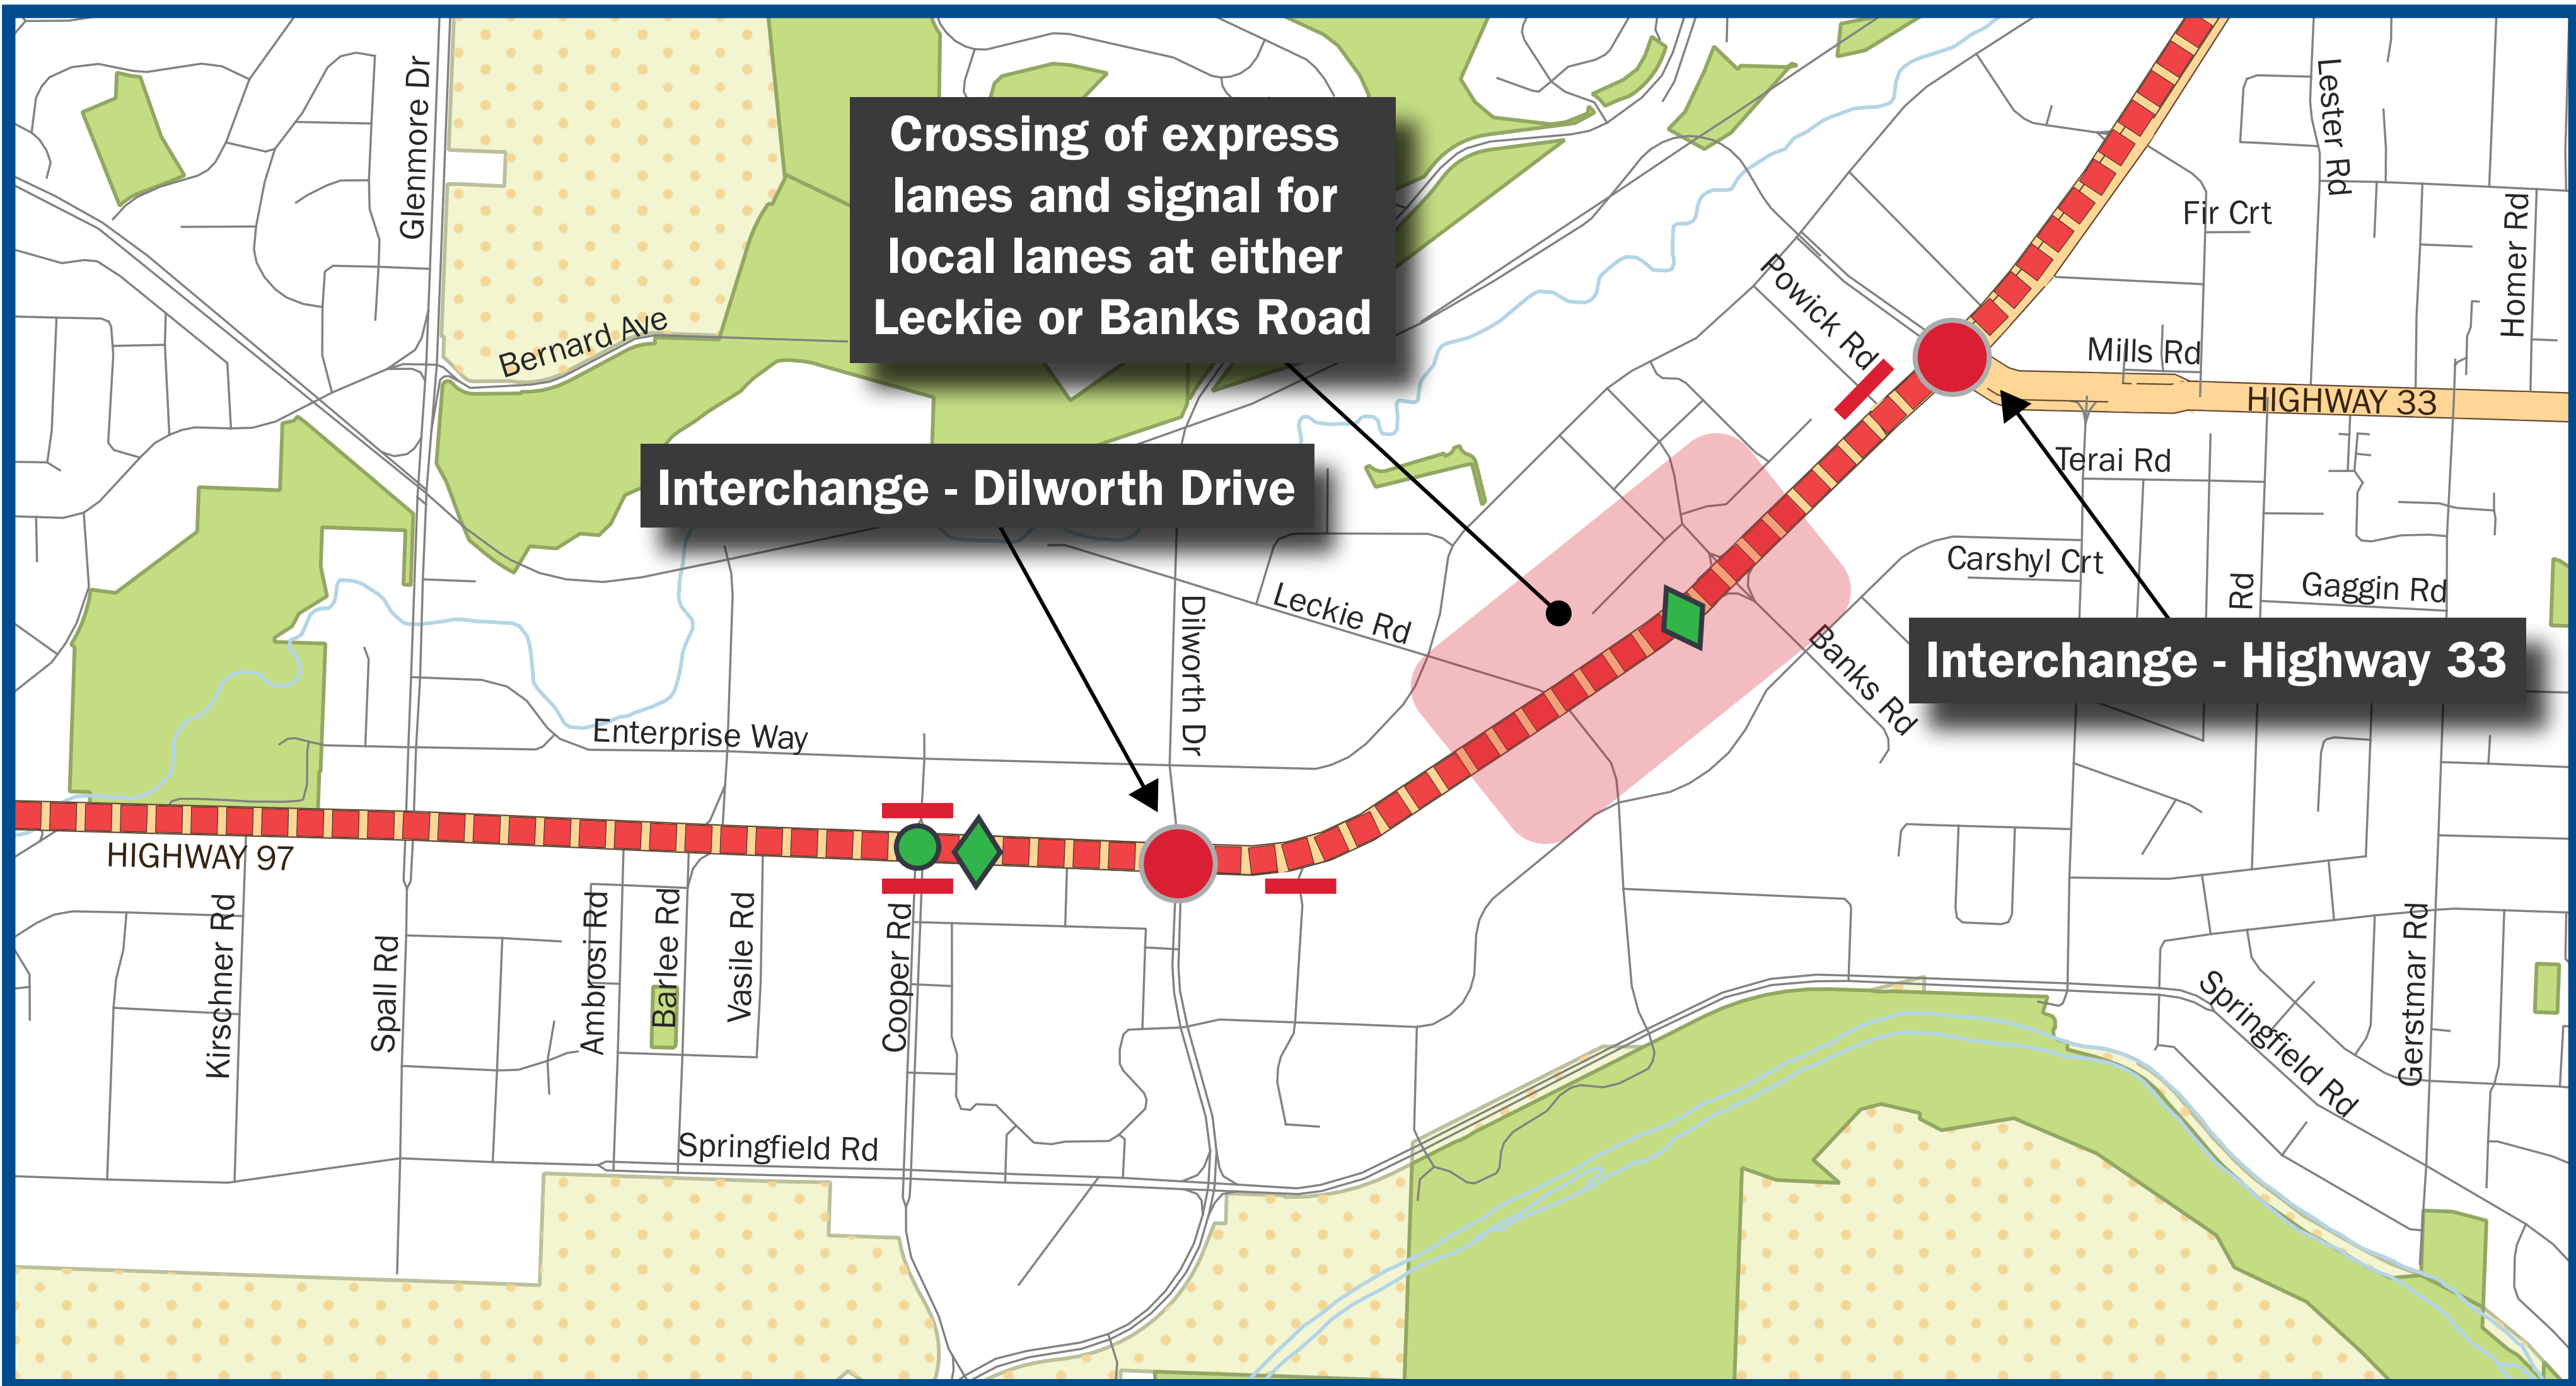 Glenmore Dr
Lester Rd
Crossing of express
lanes and signal for
local lanes at either
Leckie or Banks Road
Fir Crt
Homer Rd
Powick Rd
Bernard Ave
Mills Rd
HIGHWAY 33
Terai Rd
Interchange - Dilworth Drive
Carshyl Crt
Rd
Gaggin Rd
Leckie Rd
Dilworth Dr
Banks Rd
Interchange - Highway 33
Enterprise Way
HIGHWAY 97
Kirschner Rd
Spall Rd
Ambrosi Rd
Barlee Rd
Vasile Rd
Cooper Rd
Gerstmar Rd
Springfield Rd
Springfield Rd